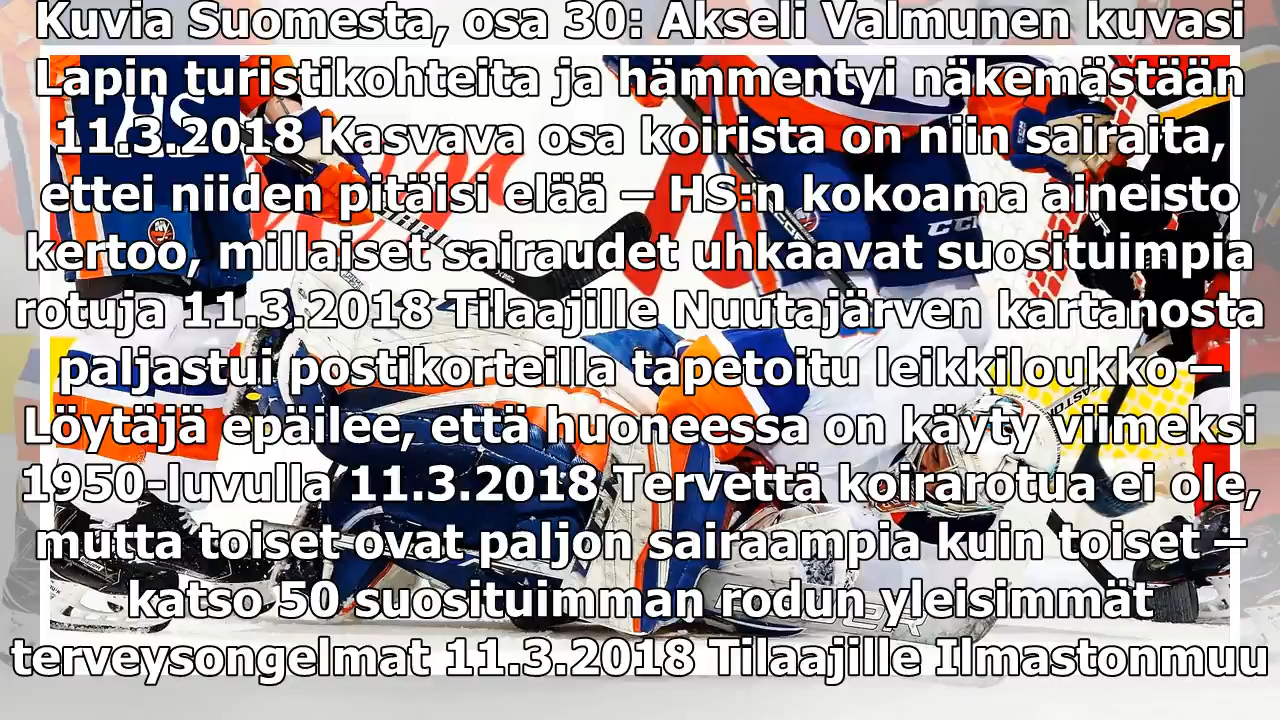 Kuvia Suomesta, osa 30: Akseli Valmunen kuvasi
Lapin turistikohteita ja hämmentyi näkemästään
11.3.2018 Kasvava osa koirista on niin sairaita,
ettei niiden pitäisi elää – HS:n kokoama aineisto
kertoo, millaiset sairaudet uhkaavat suosituimpia
rotuja 11.3.2018 Tilaajille Nuutajärven kartanosta
paljastui postikorteilla tapetoitu leikkiloukko –
Löytäjä epäilee, että huoneessa on käyty viimeksi
1950-luvulla 11.3.2018 Tervettä koirarotua ei ole,
mutta toiset ovat paljon sairaampia kuin toiset –
katso 50 suosituimman rodun yleisimmät
terveysongelmat 11.3.2018 Tilaajille Ilmastonmuu
HS
.fi
CCM